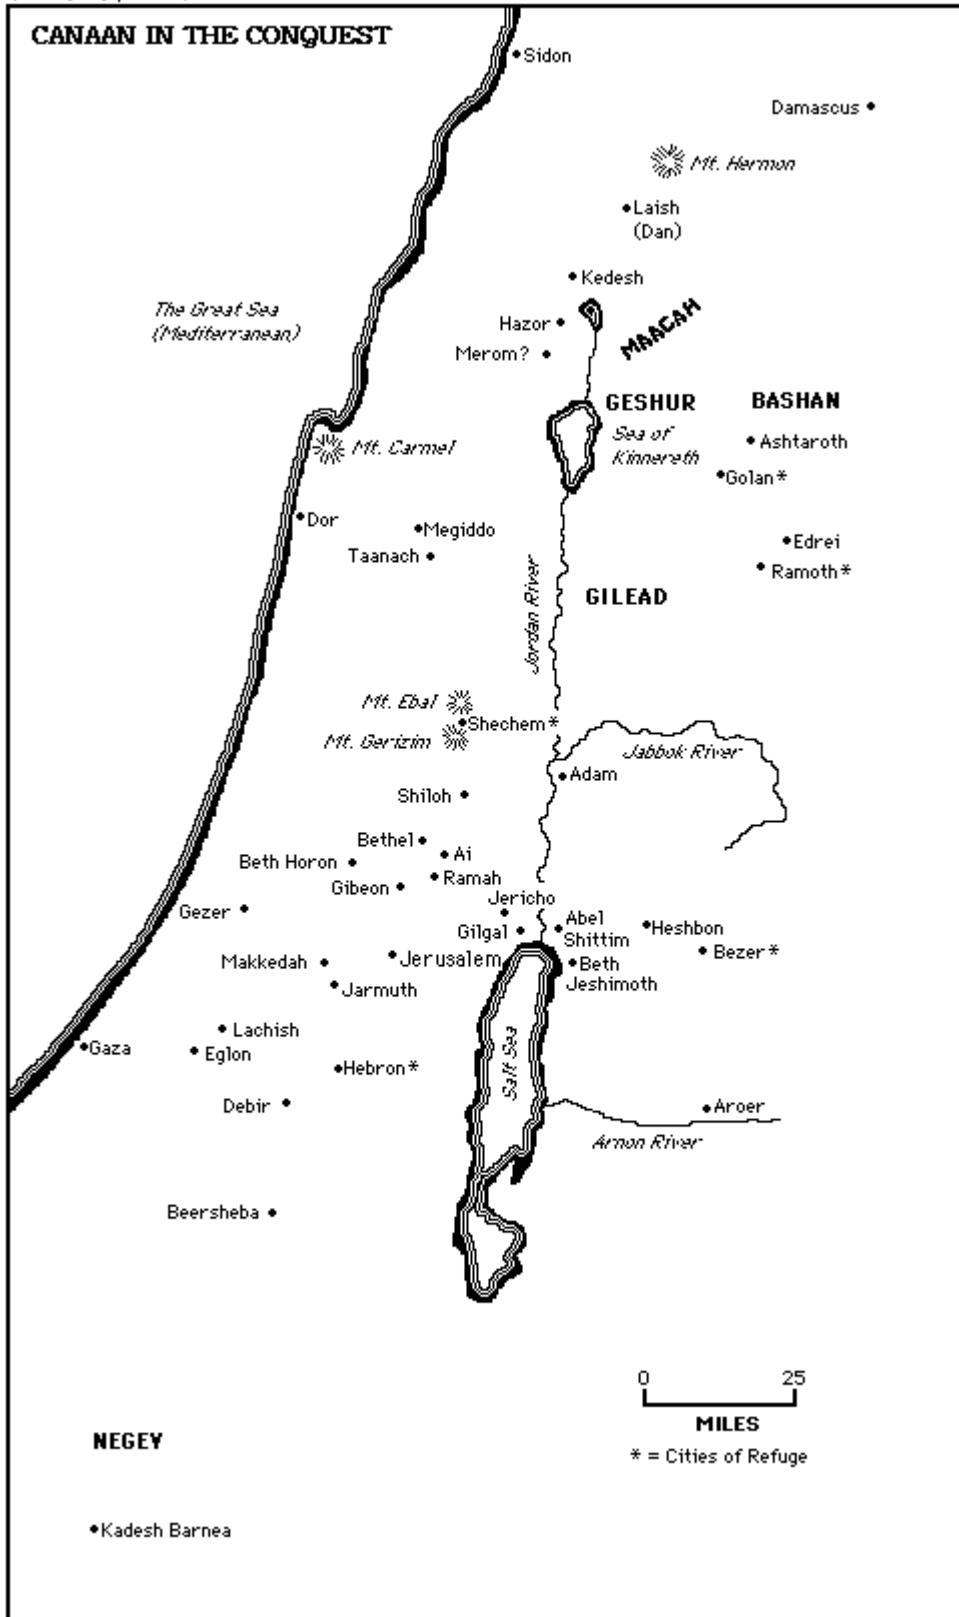 CANAAN IN THE CONQUEST
Sidon
Damascus
Mt. Hermon
Laish
(Dan)
Kedesh
The Great Sea
(Mediterranean)
Hazor
MAACAH
Merom?
GESHUR
BASHAN
Sea of
Kinnereth
Ashtaroth
Mt. Carmel
Golan*
Dor
Megiddo
Edrei
Taanach
Ramoth*
Jordan River
GILEAD
Mt. Ebal
Shechem*
Mt. Gerizim
Jabbok River
Adam
Shiloh
Bethel
Ai
Beth Horon
Ramah
Gibeon
Jericho
Gezer
Abel
Shittim
Heshbon
Gilgal
Bezer*
Jerusalem
Makkedah
Beth
Jeshimoth
Jarmuth
Lachish
Gaza
Eglon
Salt Sea
Hebron*
Debir
Aroer
Arnon River
Beersheba
0 25
MILES
* = Cities of Refuge
NEGEV
Kadesh Barnea